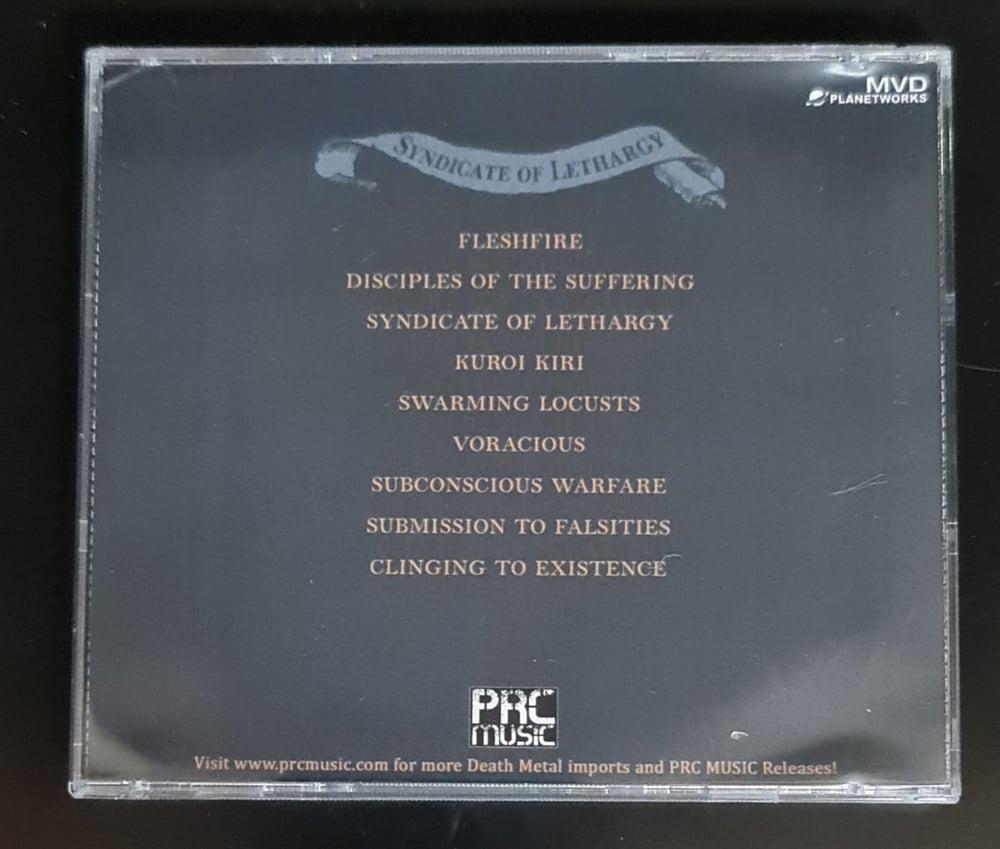 MVD
PLANETWORKS
SYNDICATE OF LETHARGY
FLESHFIRE
DISCIPLES OF THE SUFFERING
SYNDICATE OF LETHARGY
KUROI KIRI
SWARMING LOCUSTS
VORACIOUS
SUBCONSCIOUS WARFARE
SUBMISSION TO FALSITIES
CLINGING TO EXISTENCE
PRC
MUSIC
Visit www.prcmusic.com for more Death Metal imports and PRC MUSIC Releases!